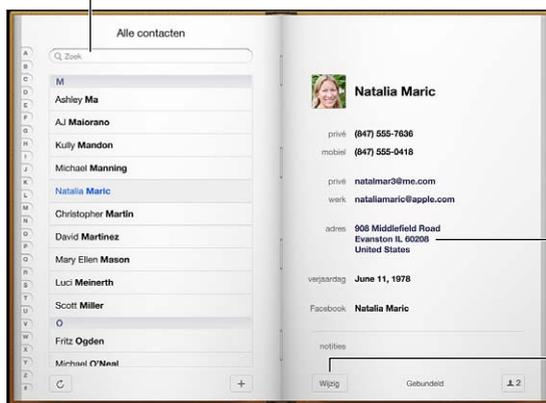 Alle contacten
Zoek
A
B
C
D
E
F
G
H
I
J
K
L
M
N
O
P
Q
R
S
T
U
V
W
X
Y
Z
#
M
Ashley Ma
AJ Maiorano
Kully Mandon
Michael Manning
Natalia Maric
Christopher Martin
David Martinez
Mary Ellen Mason
Luci Meinerth
Scott Miller
O
Fritz Ogden
Michael O'Neal
Natalia Maric
privé (847) 555-7636
mobiel (847) 555-0418
privé natalmar3@me.com
werk nataliamaric@apple.com
adres 908 Middlefield Road
Evanston IL 60208
United States
verjaardag June 11, 1978
Facebook Natalia Maric
notities
Wijzig Gebundeld 2